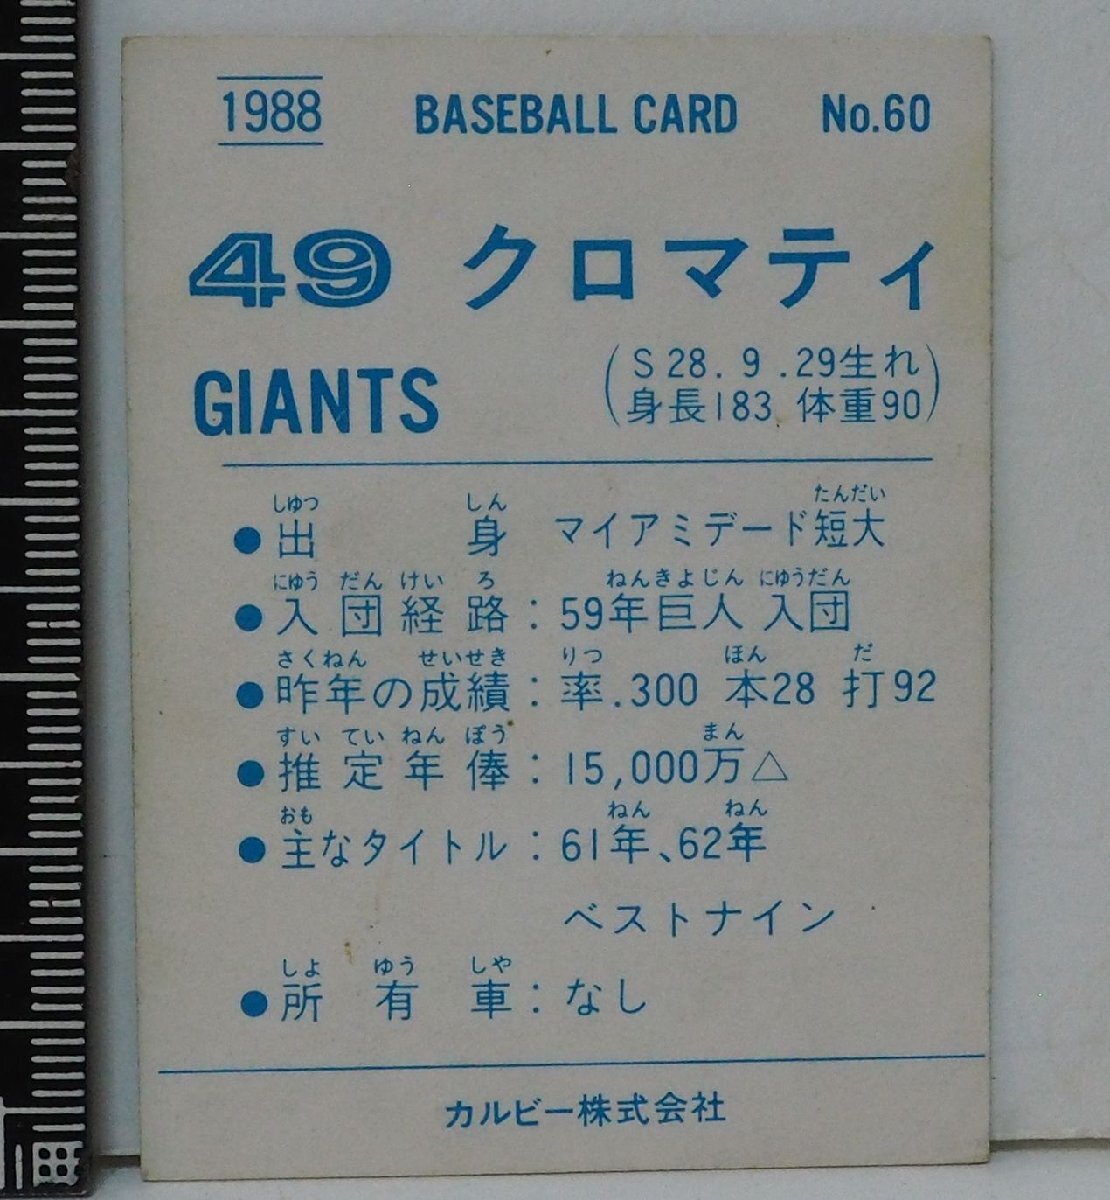 1988 BASEBALL CARD No.60
49 クロマティ
GIANTS
(S28.9.29生れ
身長183 体重90)
しゅつ しん たんだい
●出身 マイアミデード短大
にゅう だん けい ろ ねんきよじん にゅうだん
●入団経路：59年巨人 入団
さくねん せいせき りつ ほん だ
●昨年の成績：率.300 本28 打92
すい てい ねん ぽう まん
●推定年俸：15,000万△
おも ねん ねん
●主なタイトル：61年、62年
ベストナイン
しよ ゆう しや
●所有車：なし
カルビー株式会社